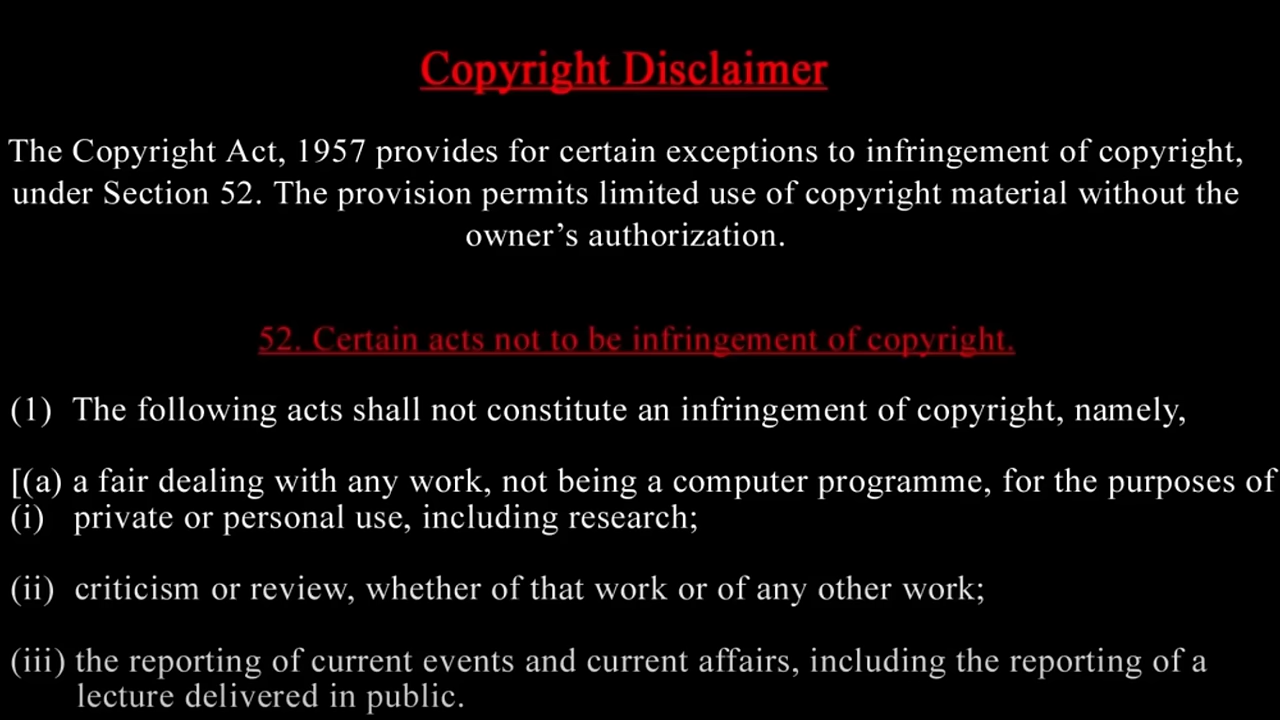 Copyright Disclaimer
The Copyright Act, 1957 provides for certain exceptions to infringement of copyright,
under Section 52. The provision permits limited use of copyright material without the
owner’s authorization.
52. Certain acts not to be infringement of copyright.
(1) The following acts shall not constitute an infringement of copyright, namely,
[(a) a fair dealing with any work, not being a computer programme, for the purposes of
(i) private or personal use, including research;
(ii) criticism or review, whether of that work or of any other work;
(iii) the reporting of current events and current affairs, including the reporting of a
lecture delivered in public.